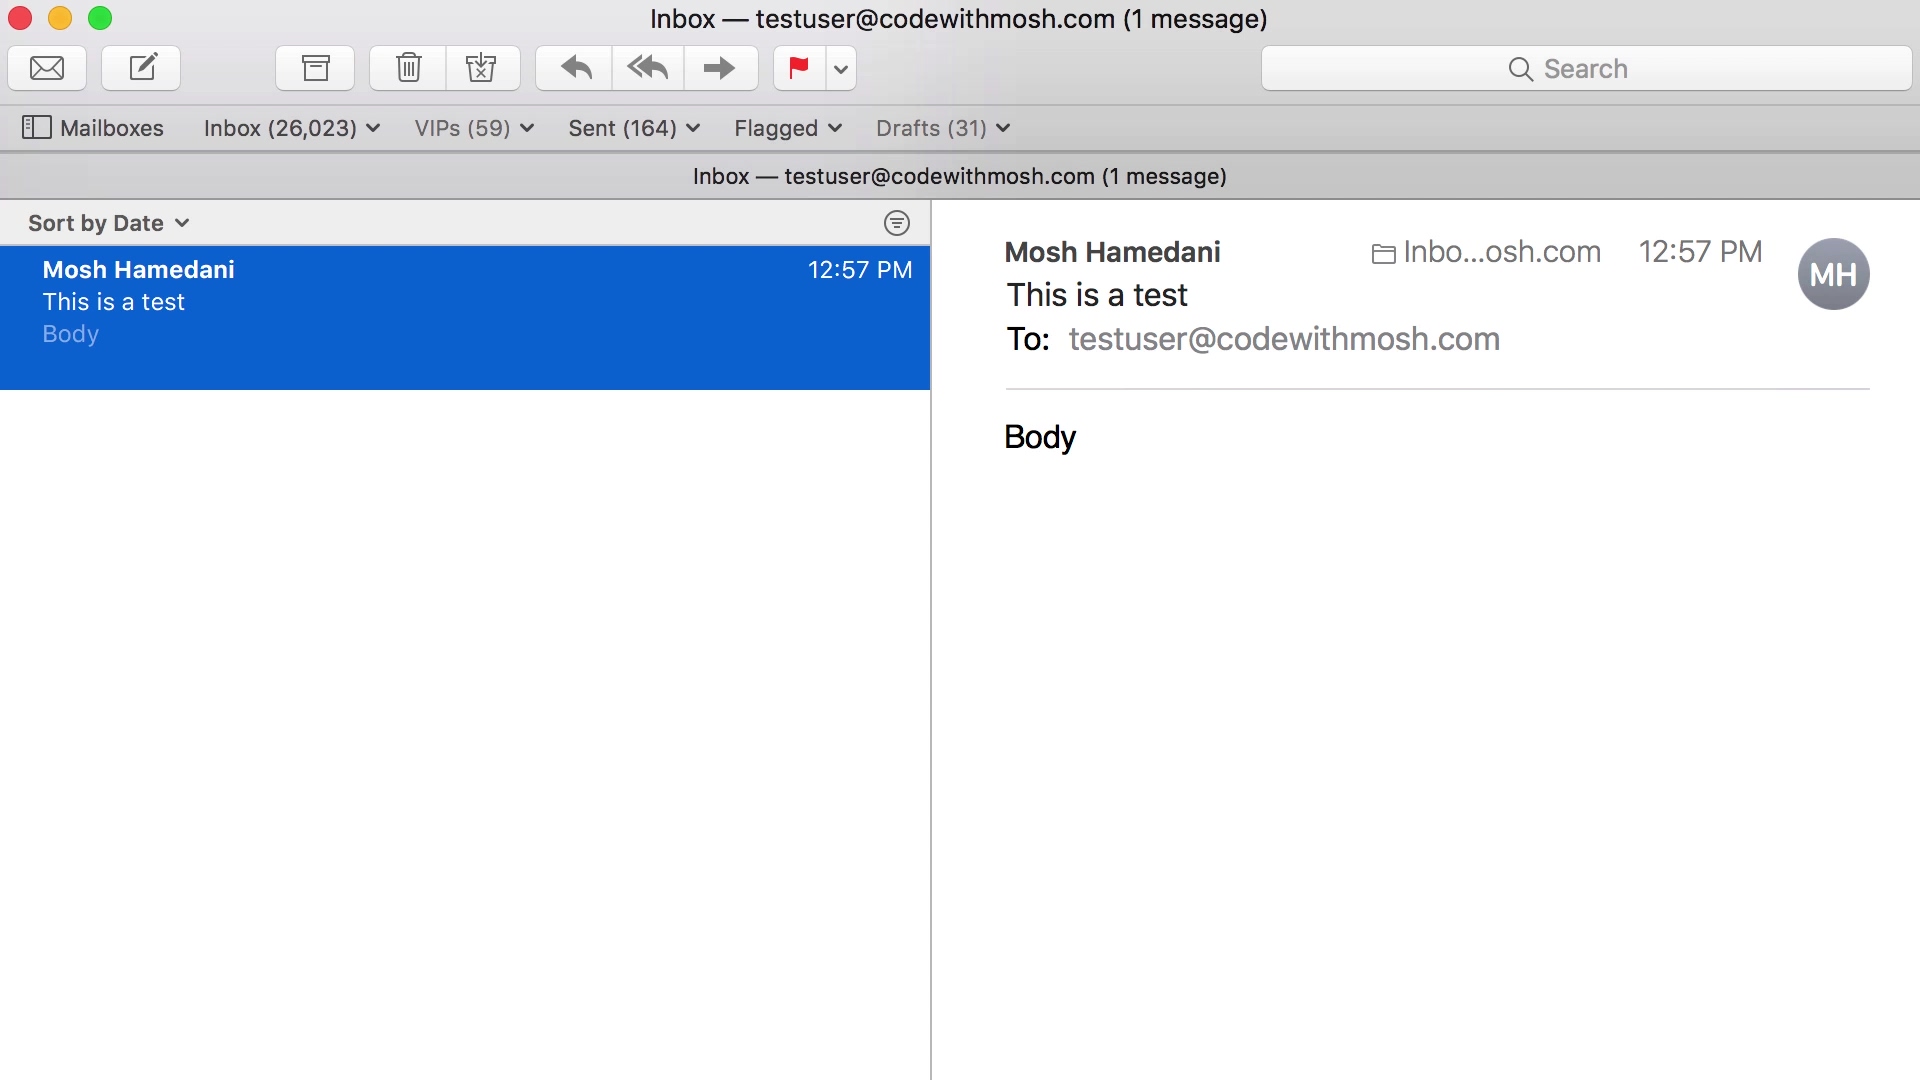 Inbox — testuser@codewithmosh.com (1 message)
Search
Mailboxes Inbox (26,023) VIPs (59) Sent (164) Flagged Drafts (31)
Inbox — testuser@codewithmosh.com (1 message)
Sort by Date
Mosh Hamedani 12:57 PM
This is a test
Body
Mosh Hamedani Inbo...osh.com 12:57 PM
MH
This is a test
To: testuser@codewithmosh.com
Body